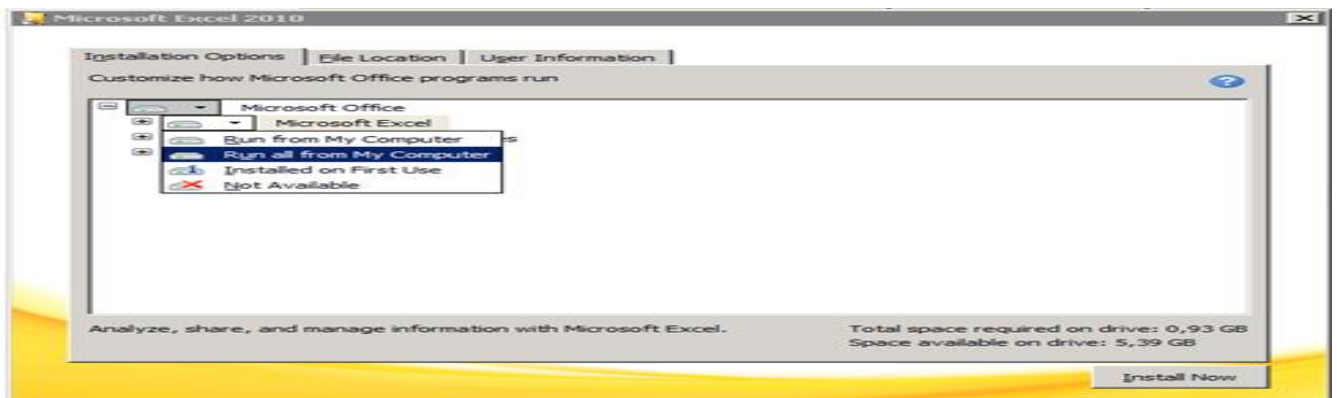 Microsoft Excel 2010
Installation Options File Location User Information
Customize how Microsoft Office programs run
Microsoft Office
Microsoft Excel
Run from My Computer
Run all from My Computer
Installed on First Use
Not Available
Analyze, share, and manage information with Microsoft Excel.
Total space required on drive: 0,93 GB
Space available on drive: 5,39 GB
Install Now